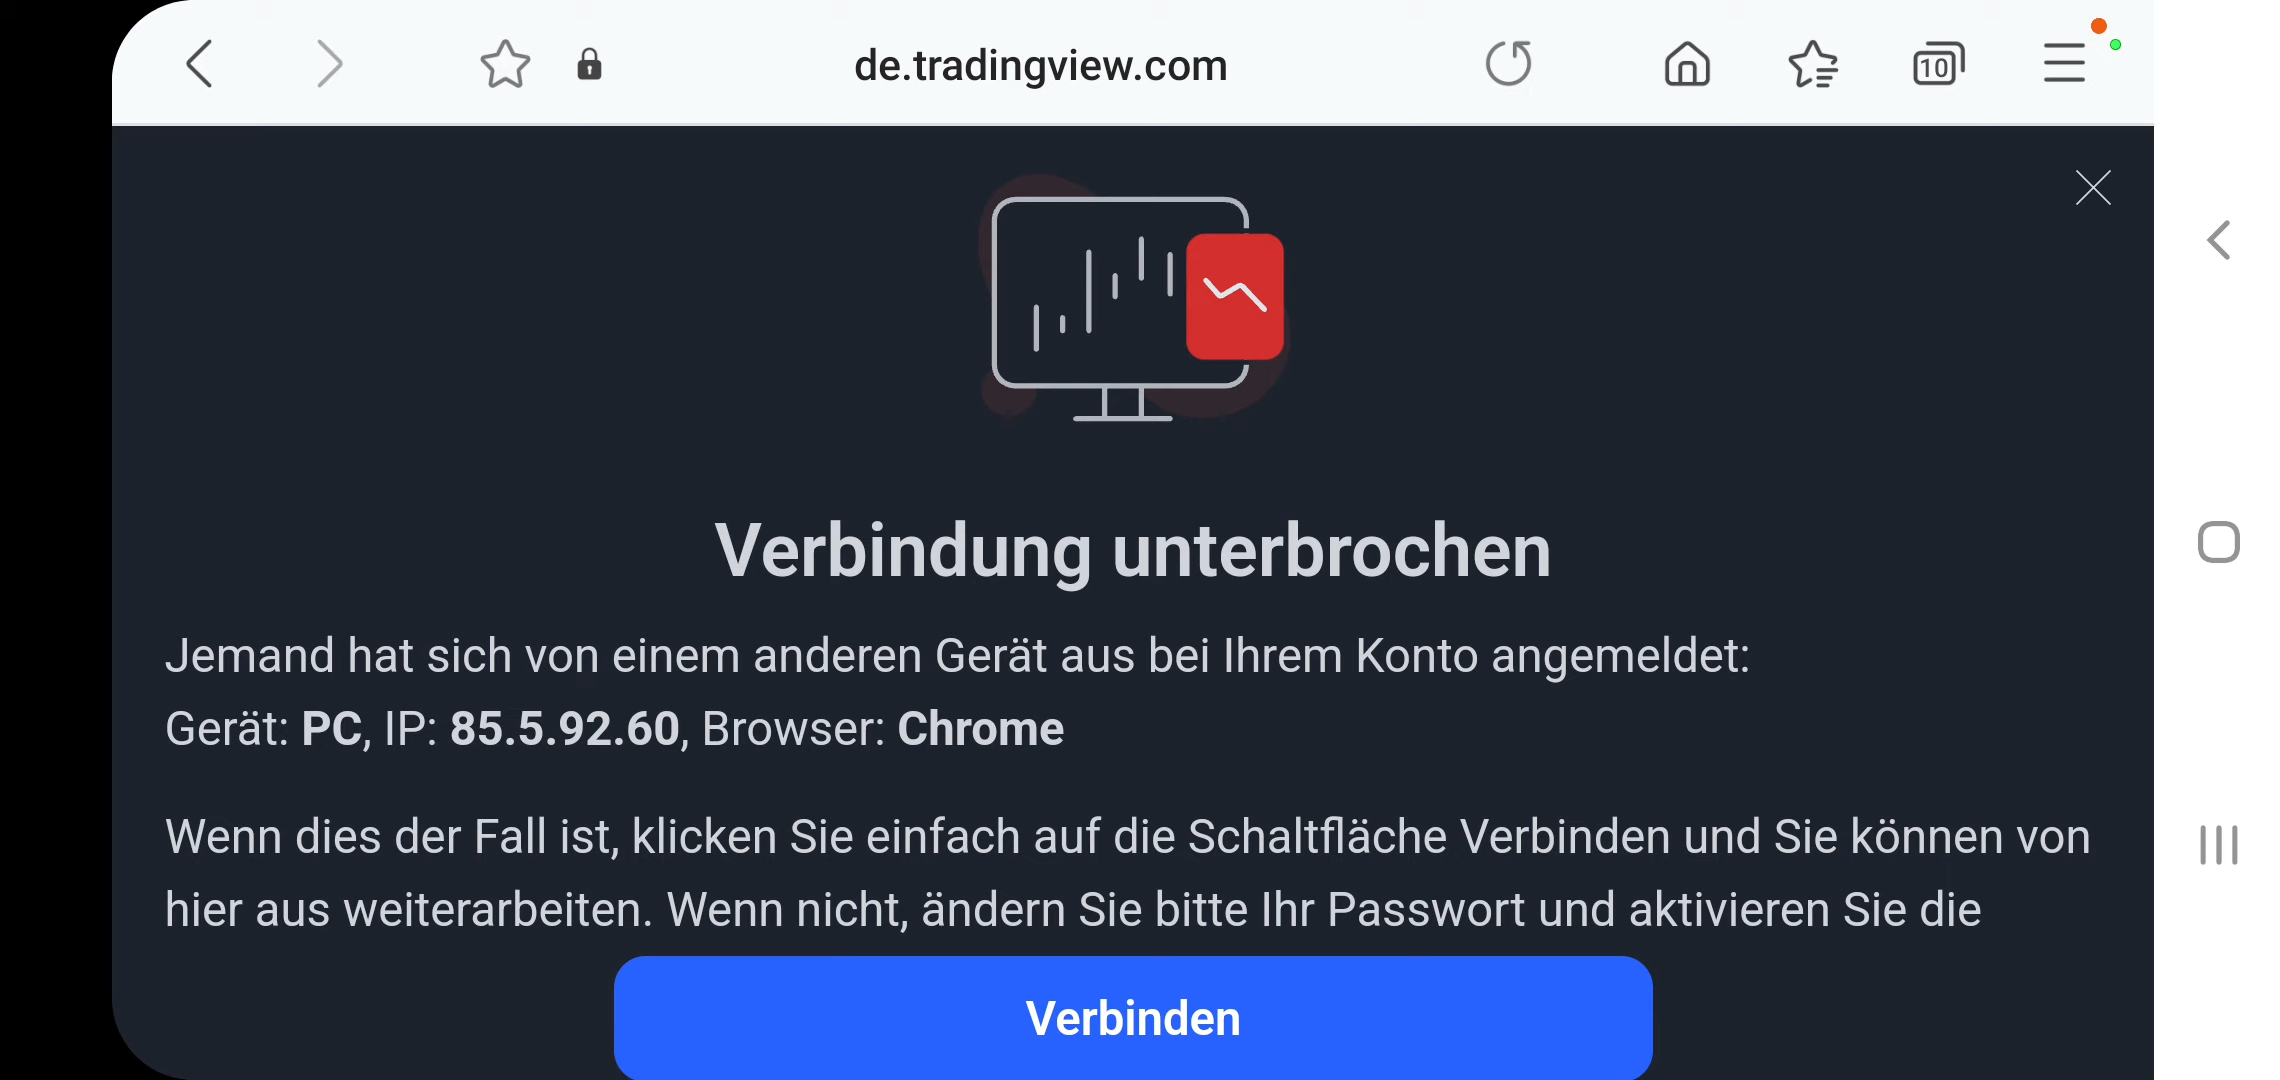 de.tradingview.com
10
Verbindung unterbrochen
Jemand hat sich von einem anderen Gerät aus bei Ihrem Konto angemeldet:
Gerät: PC, IP: 85.5.92.60, Browser: Chrome
Wenn dies der Fall ist, klicken Sie einfach auf die Schaltfläche Verbinden und Sie können von
hier aus weiterarbeiten. Wenn nicht, ändern Sie bitte Ihr Passwort und aktivieren Sie die
Verbinden